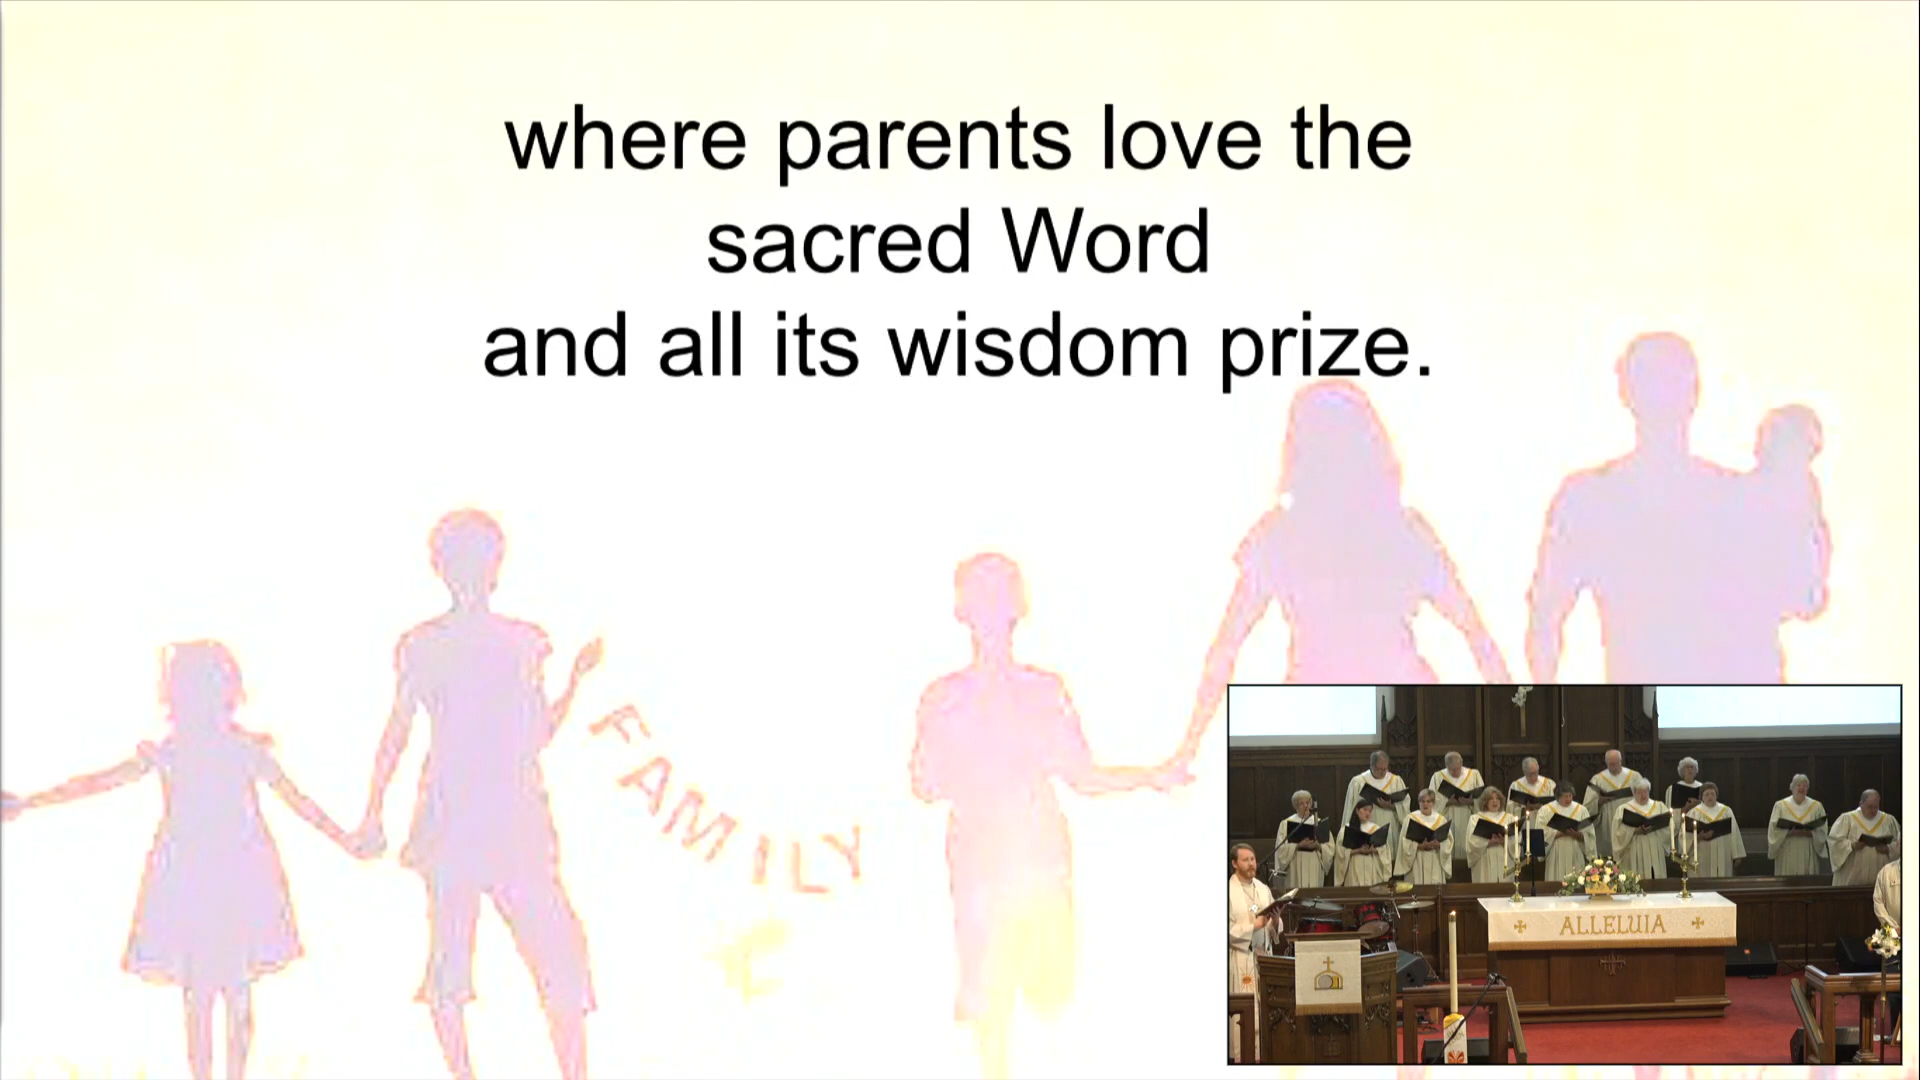 where parents love the
sacred Word
and all its wisdom prize.
FAMILY
ALLELUIA